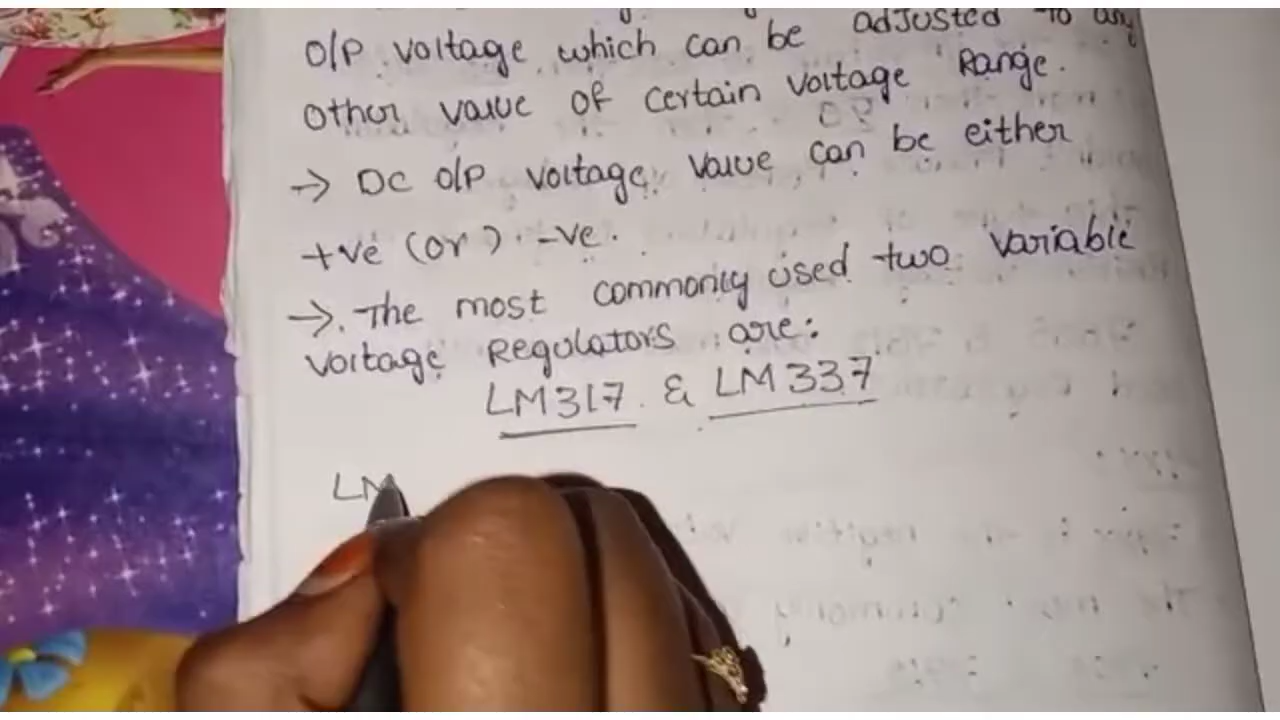 O/P voltage which can be adjusted to any
other value of certain voltage Range.
→ DC O/P voltage value can be either
+ve (or) -ve.
→ The most commonly used two variable
voltage Regulators are:
LM317 & LM337
LM